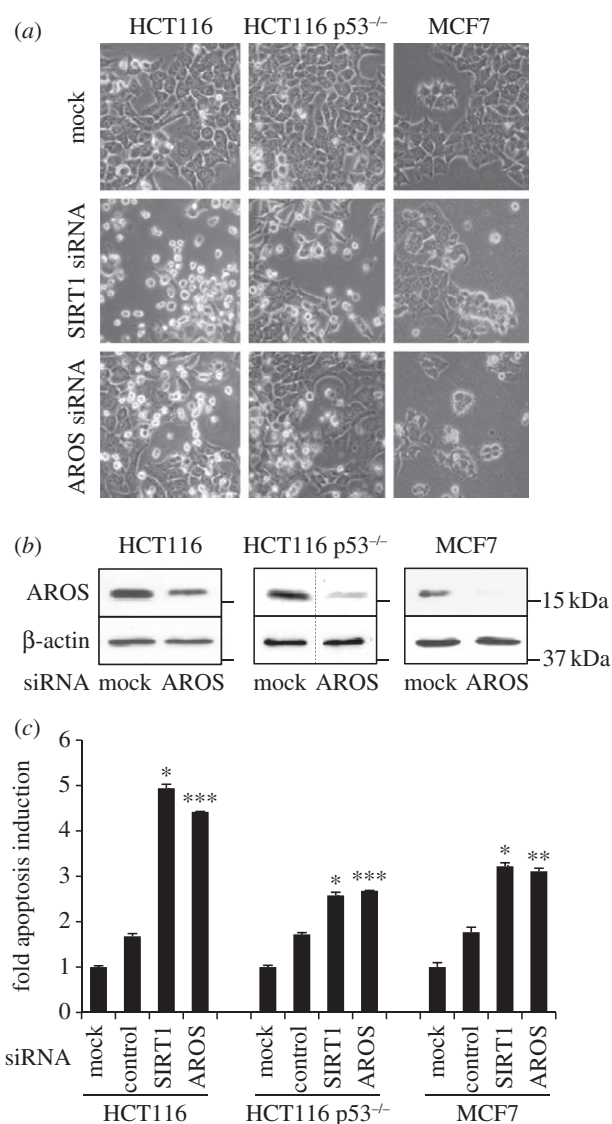 (a)
HCT116 HCT116 p53⁻/⁻ MCF7
mock
SIRT1 siRNA
AROS siRNA
(b)
HCT116 HCT116 p53⁻/⁻ MCF7
AROS
15 kDa
β-actin
37 kDa
siRNA mock AROS mock AROS mock AROS
(c)
fold apoptosis induction
6
5
4
3
2
1
0
* *** * *** * **
siRNA
mock control SIRT1 AROS mock control SIRT1 AROS mock control SIRT1 AROS
HCT116 HCT116 p53⁻/⁻ MCF7